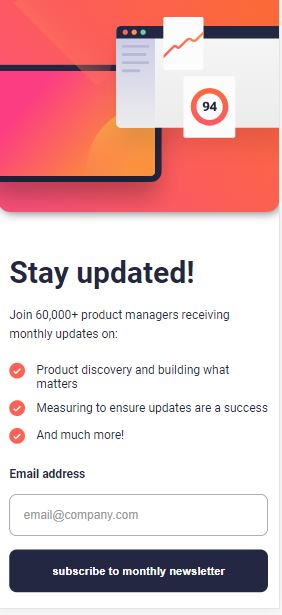 94
Stay updated!
Join 60,000+ product managers receiving
monthly updates on:
Product discovery and building what
matters
Measuring to ensure updates are a success
And much more!
Email address
email@company.com
subscribe to monthly newsletter